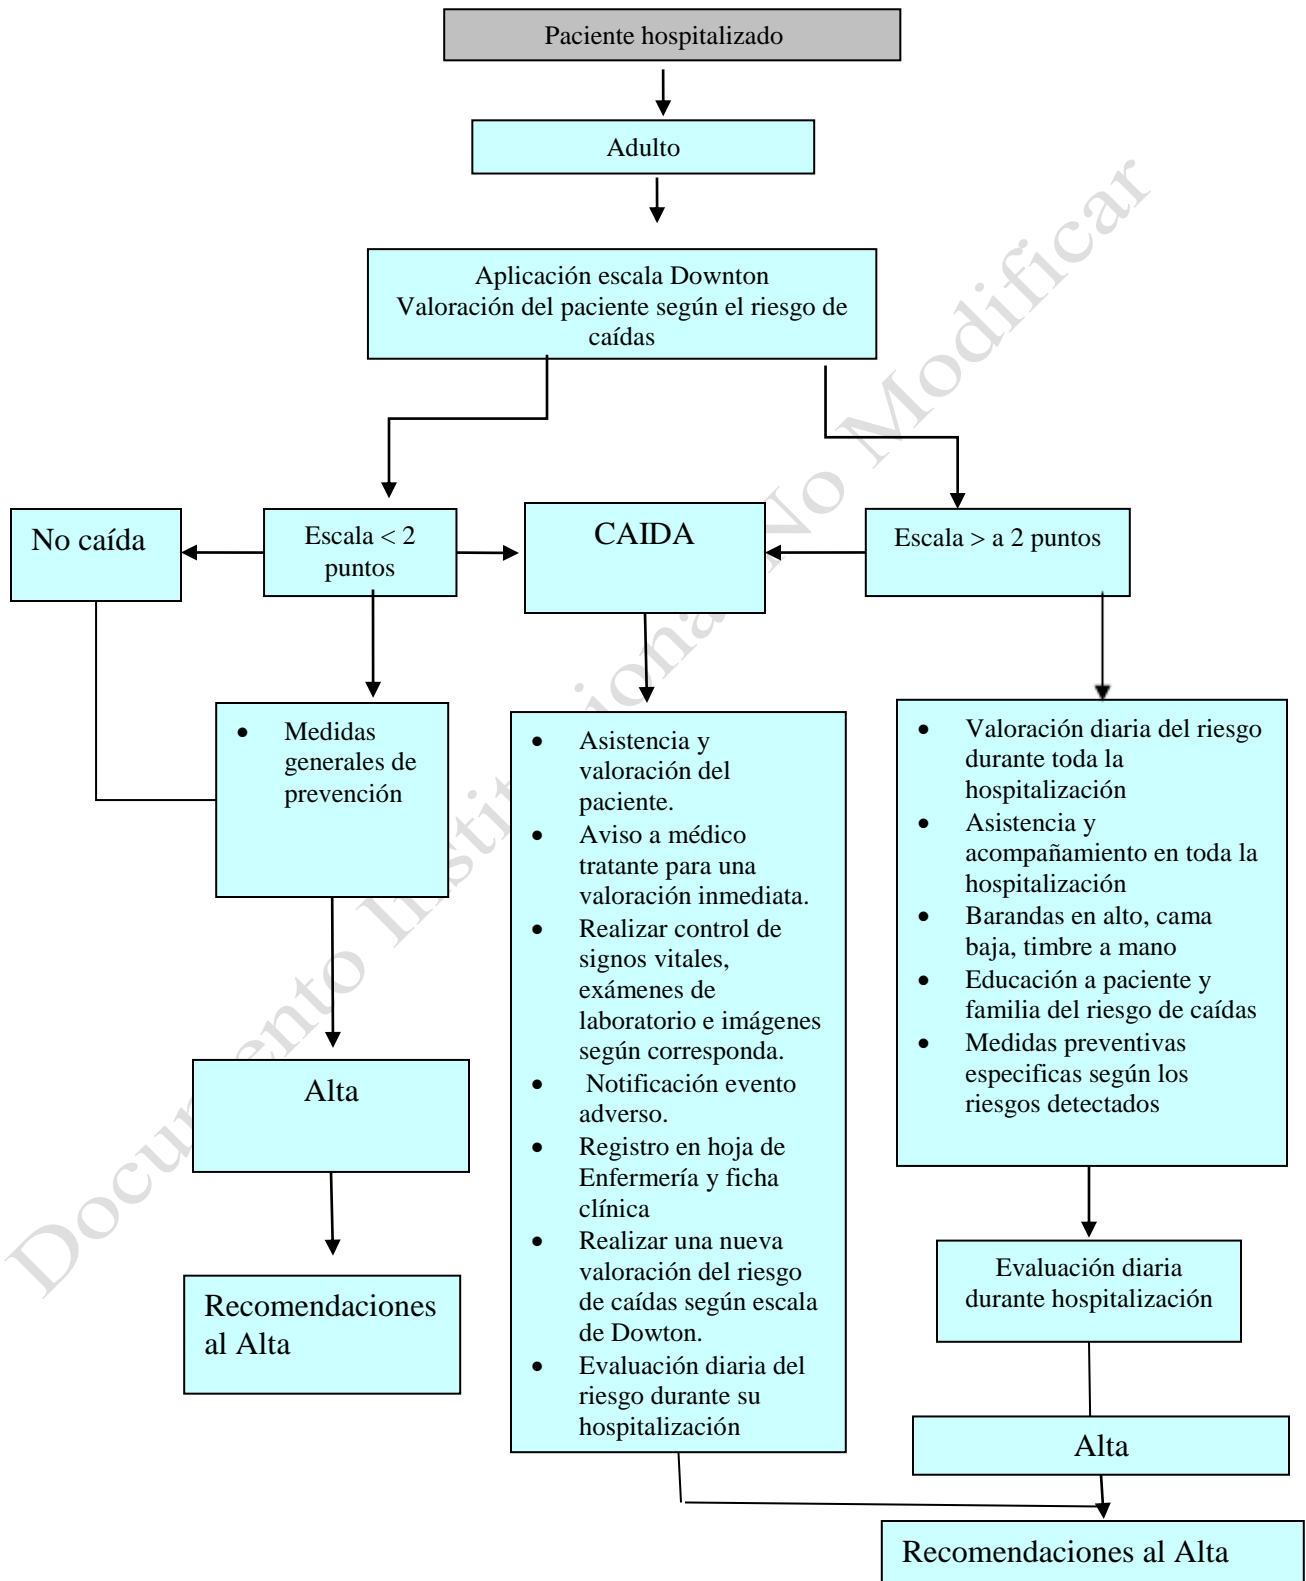 Paciente hospitalizado
Adulto
Aplicación escala Downton
Valoración del paciente según el riesgo de
caídas
No caída
Escala < 2
puntos
CAIDA
Escala > a 2 puntos
• Medidas
generales de
prevención
Alta
Recomendaciones
al Alta
• Asistencia y
valoración del
paciente.
• Aviso a médico
tratante para una
valoración inmediata.
• Realizar control de
signos vitales,
exámenes de
laboratorio e imágenes
según corresponda.
• Notificación evento
adverso.
• Registro en hoja de
Enfermería y ficha
clínica
• Realizar una nueva
valoración del riesgo
de caídas según escala
de Dowton.
• Evaluación diaria del
riesgo durante su
hospitalización
• Valoración diaria del riesgo
durante toda la
hospitalización
• Asistencia y
acompañamiento en toda la
hospitalización
• Barandas en alto, cama
baja, timbre a mano
• Educación a paciente y
familia del riesgo de caídas
• Medidas preventivas
especificas según los
riesgos detectados
Evaluación diaria
durante hospitalización
Alta
Recomendaciones al Alta
Documento Institucional No Modificar